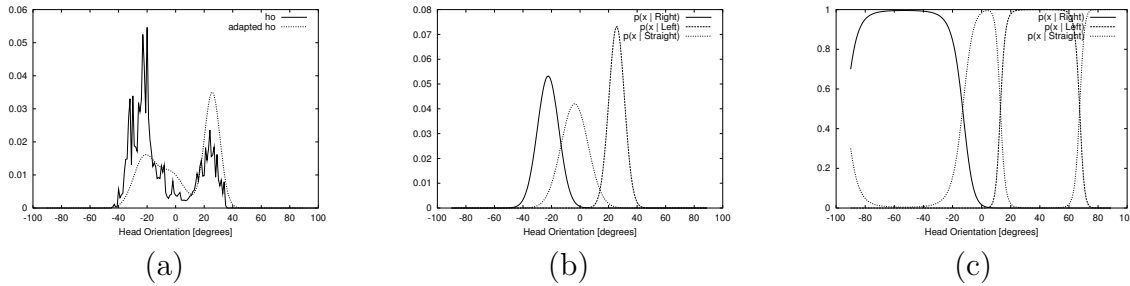 ho
adapted ho
0.06
0.05
0.04
0.03
0.02
0.01
0
-100 -80 -60 -40 -20 0 20 40 60 80 100
Head Orientation [degrees]
(a)
p(x | Right)
p(x | Left)
p(x | Straight)
0.08
0.07
0.06
0.05
0.04
0.03
0.02
0.01
0
-100 -80 -60 -40 -20 0 20 40 60 80 100
Head Orientation [degrees]
(b)
p(x | Right)
p(x | Left)
p(x | Straight)
1
0.8
0.6
0.4
0.2
0
-100 -80 -60 -40 -20 0 20 40 60 80 100
Head Orientation [degrees]
(c)